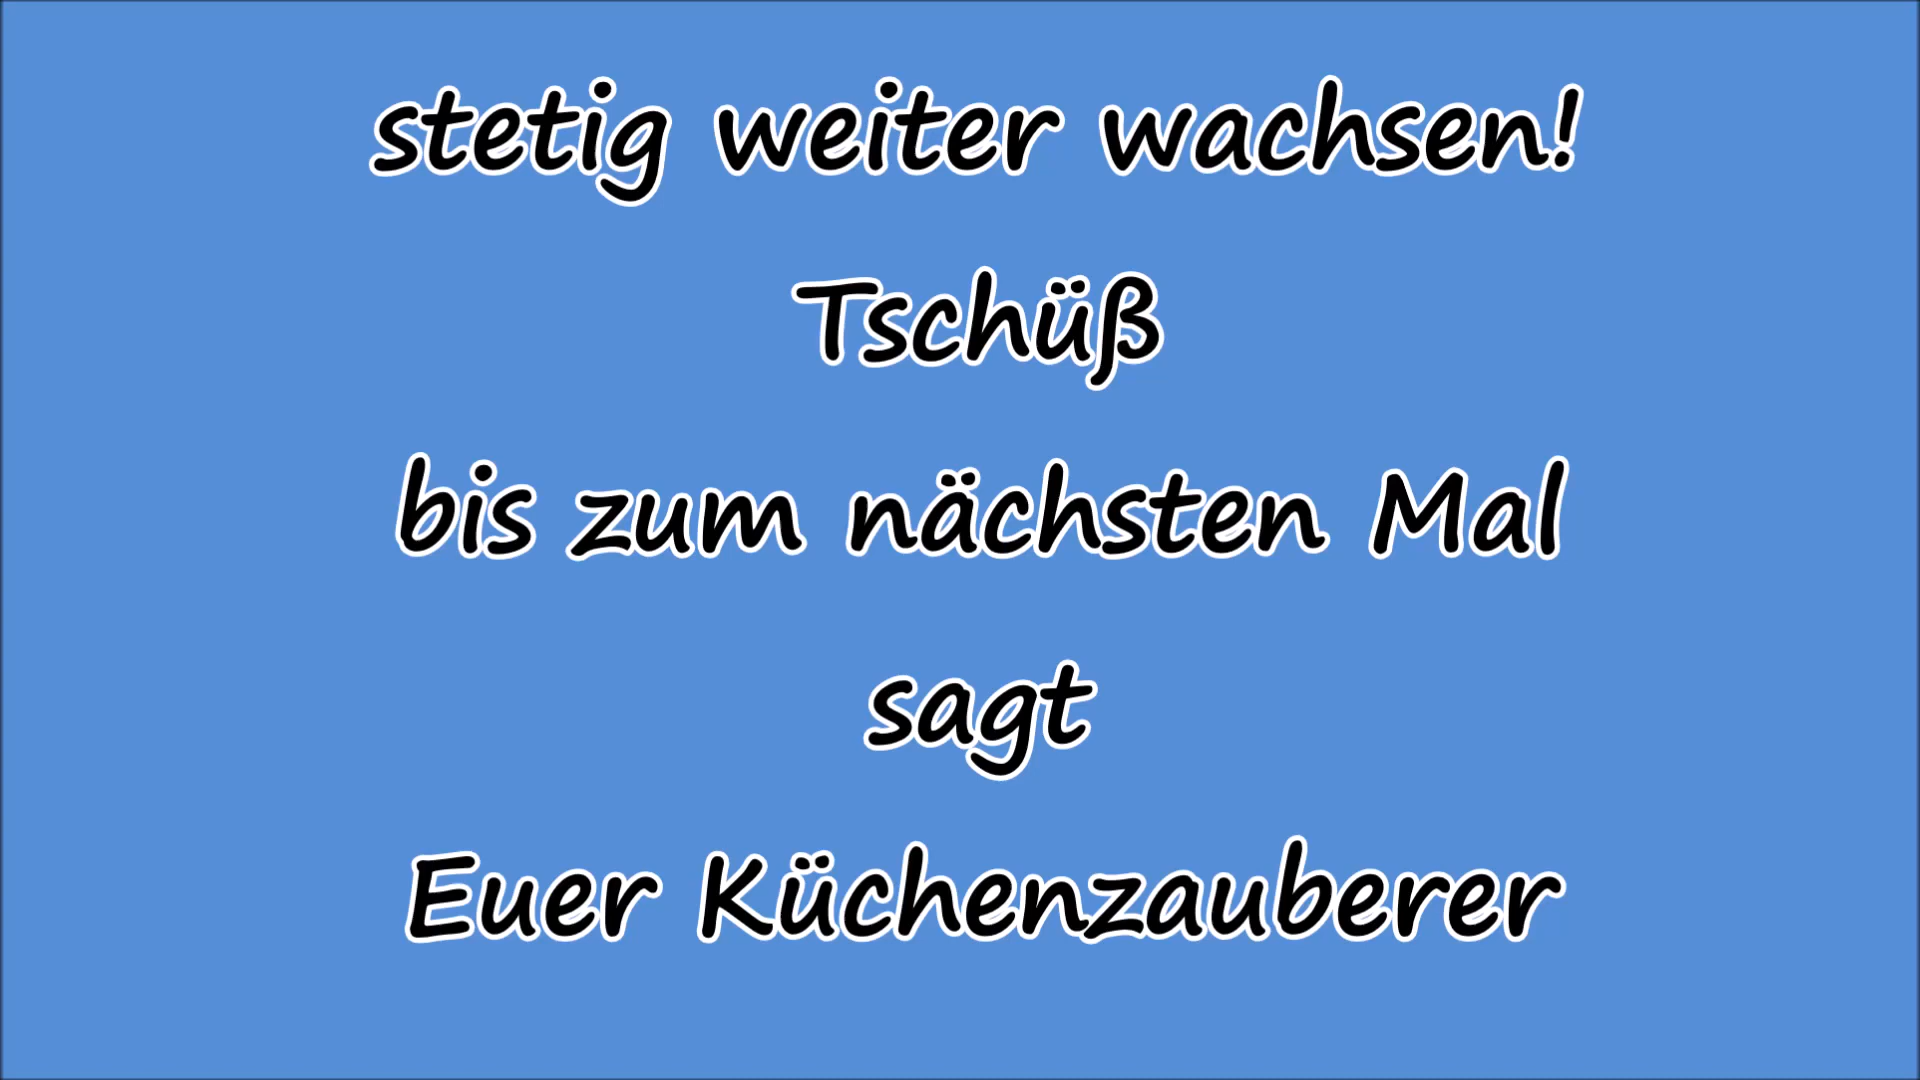 stetig weiter wachsen!
Tschüß
bis zum nächsten Mal
sagt
Euer Küchenzauberer